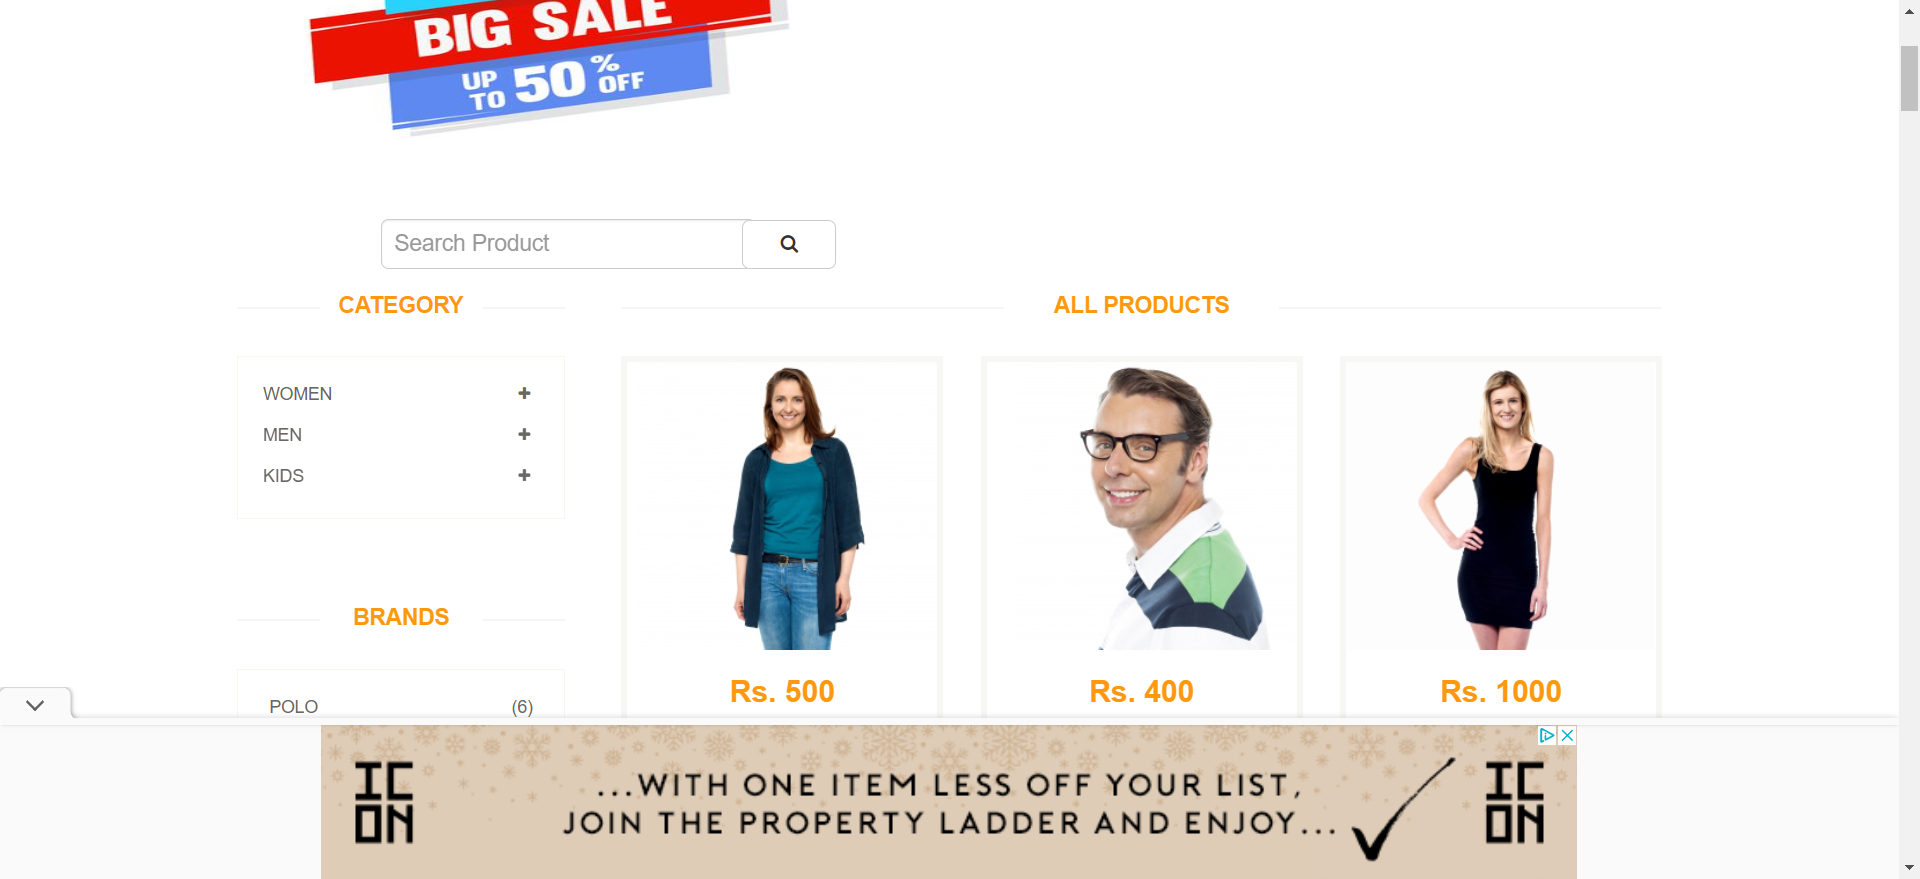 BIG SALE
UP TO 50% OFF
Search Product
CATEGORY
WOMEN
MEN
KIDS
BRANDS
POLO (6)
ALL PRODUCTS
Rs. 500
Rs. 400
Rs. 1000
ICON
...WITH ONE ITEM LESS OFF YOUR LIST,
JOIN THE PROPERTY LADDER AND ENJOY...
ICON